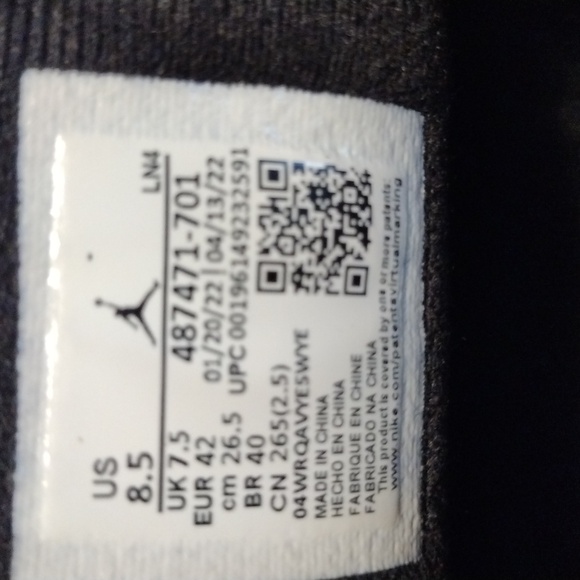 US
8.5
LN4
UK 7.5
EUR 42
cm 26.5
BR 40
CN 265(2.5)
487471-701
01/20/22 | 04/13/22
UPC 00196149232591
04WRQAVYESWYE
MADE IN CHINA
HECHO EN CHINA
FABRIQUE EN CHINE
FABRICADO NA CHINA
This product is covered by one or more patents:
www.nike.com/patentsvirtualmarking